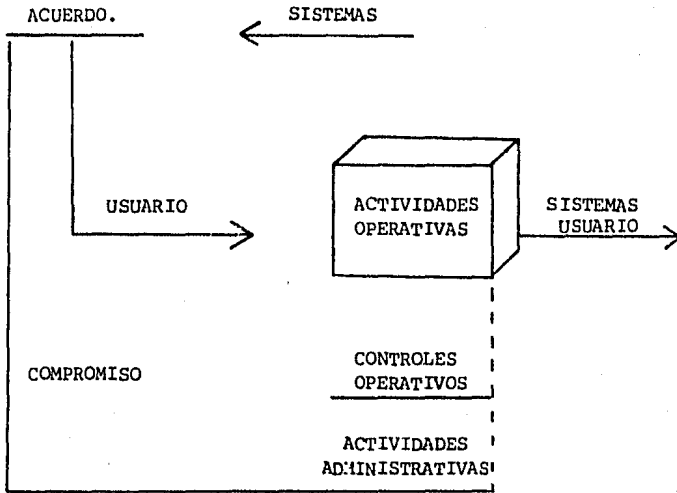 ACUERDO.
SISTEMAS
USUARIO
ACTIVIDADES
OPERATIVAS
SISTEMAS
USUARIO
COMPROMISO
CONTROLES
OPERATIVOS
ACTIVIDADES
ADMINISTRATIVAS